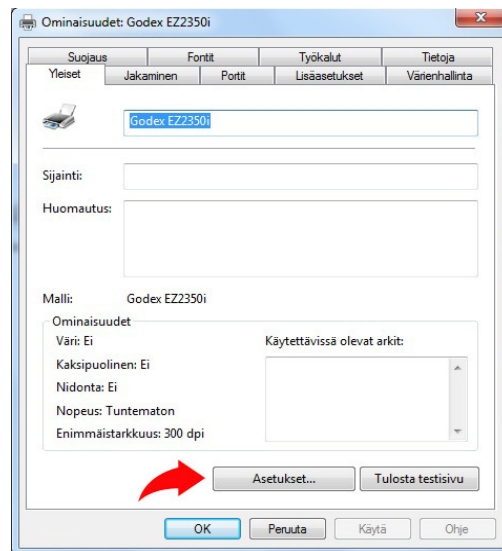 Ominaisuudet: Godex EZ2350i
Suojaus Fontit Työkalut Tietoja
Yleiset Jakaminen Portit Lisäasetukset Värienhallinta
Godex EZ2350i
Sijainti:
Huomautus:
Malli: Godex EZ2350i
Ominaisuudet
Väri: Ei Käytettävissä olevat arkit:
Kaksipuolinen: Ei
Nidonta: Ei
Nopeus: Tuntematon
Enimmäistarkkuus: 300 dpi
Asetukset... Tulosta testisivu
OK Peruuta Käytä Ohje